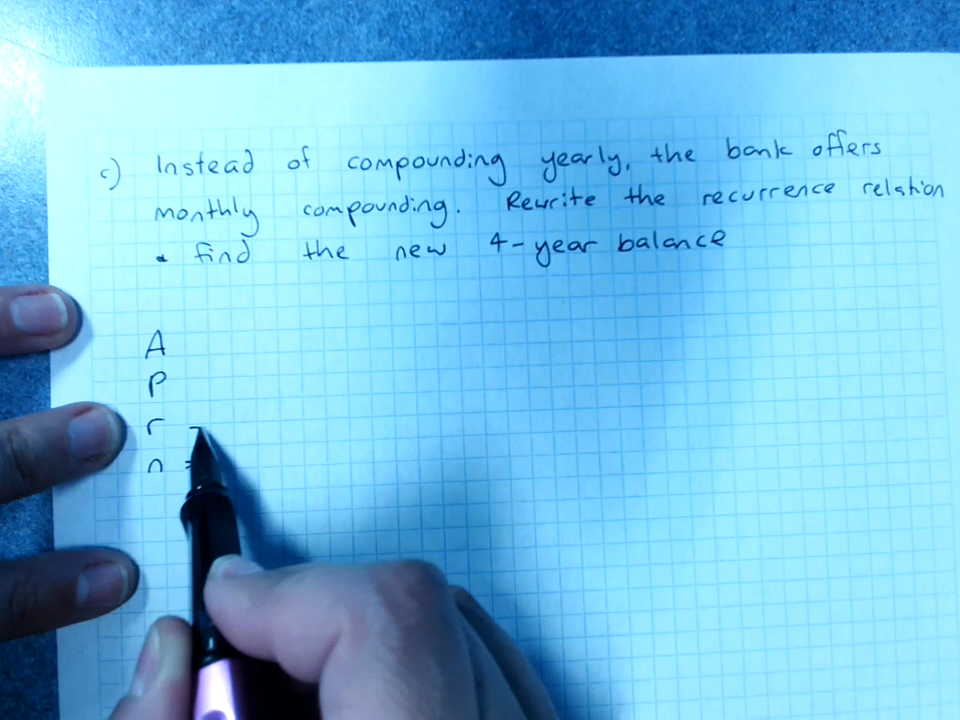 c) Instead of compounding yearly, the bank offers
monthly compounding. Rewrite the recurrence relation
& find the new 4-year balance
A
P
r -
n =